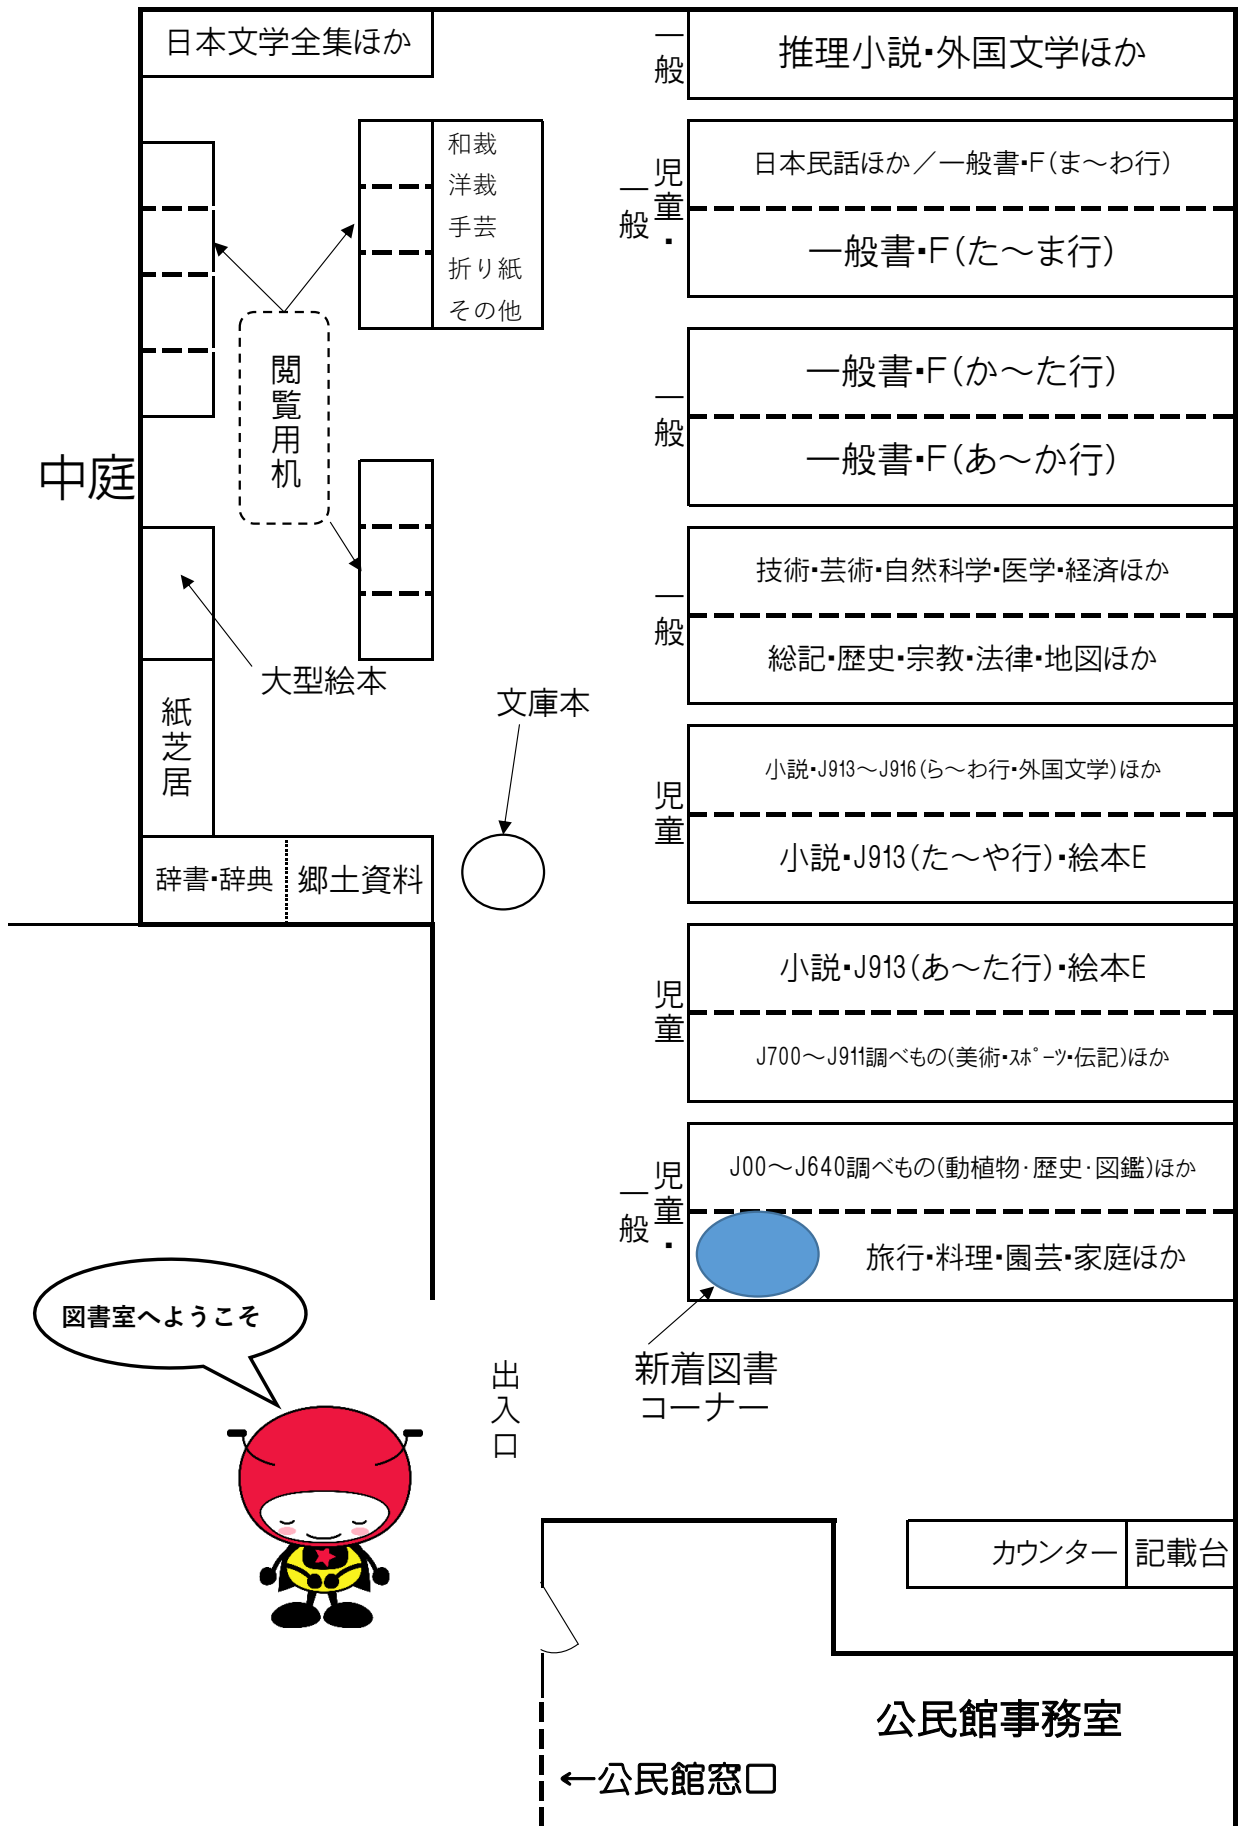 日本文学全集ほか
一般
推理小説・外国文学ほか
和裁
洋裁
手芸
折り紙
その他
児童・
一般
日本民話ほか／一般書・F(ま～わ行)
一般書・F(た～ま行)
閲覧用机
一般
一般書・F(か～た行)
一般書・F(あ～か行)
中庭
一般
技術・芸術・自然科学・医学・経済ほか
総記・歴史・宗教・法律・地図ほか
大型絵本
文庫本
紙芝居
児童
小説・J913～J916(ら～わ行・外国文学)ほか
小説・J913(た～や行)・絵本E
辞書・辞典
郷土資料
児童
小説・J913(あ～た行)・絵本E
J700～J911調べもの(美術・ｽﾎﾟｰﾂ・伝記)ほか
児童・
一般
J00～J640調べもの(動植物・歴史・図鑑)ほか
旅行・料理・園芸・家庭ほか
図書室へようこそ
新着図書
コーナー
出入口
カウンター
記載台
公民館事務室
←公民館窓口